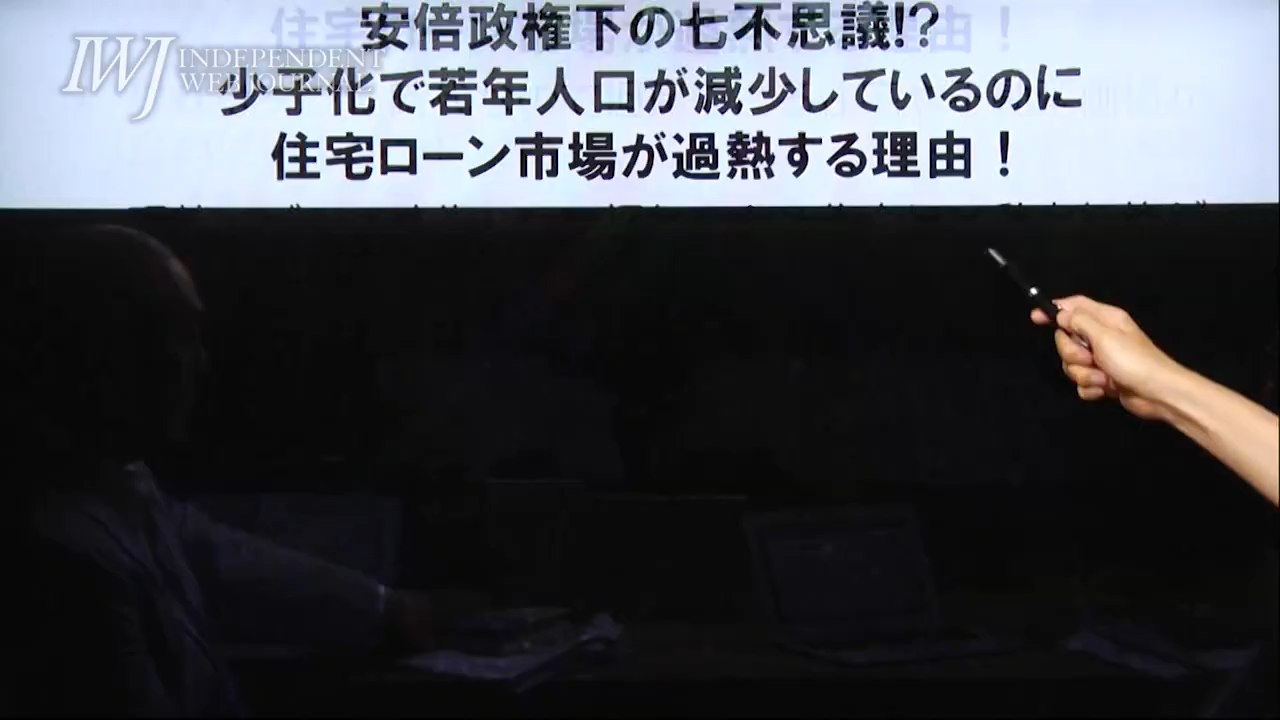 安倍政権下の七不思議!?
IWJ INDEPENDENT
WEB JOURNAL
少子化で若年人口が減少しているのに
住宅ローン市場が過熱する理由！